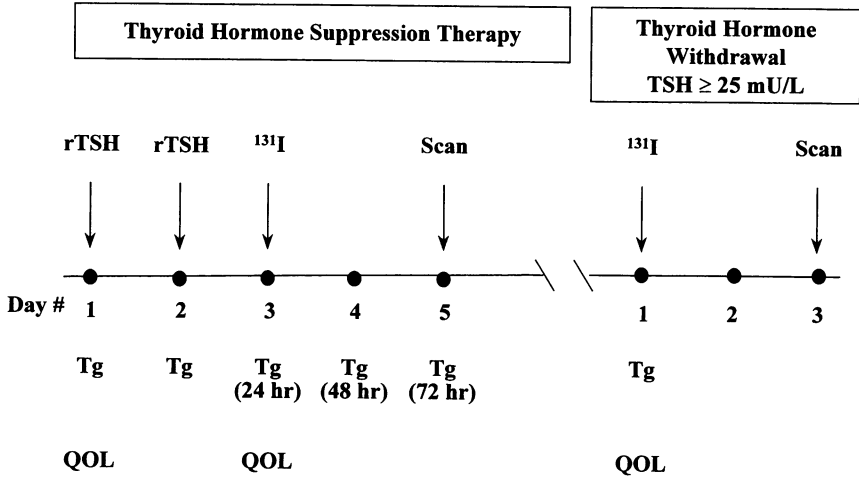 Thyroid Hormone Suppression Therapy
Thyroid Hormone
Withdrawal
TSH ≥ 25 mU/L
rTSH rTSH ¹³¹I Scan ¹³¹I Scan
Day # 1 2 3 4 5 1 2 3
Tg Tg Tg Tg Tg Tg
(24 hr) (48 hr) (72 hr)
QOL QOL QOL